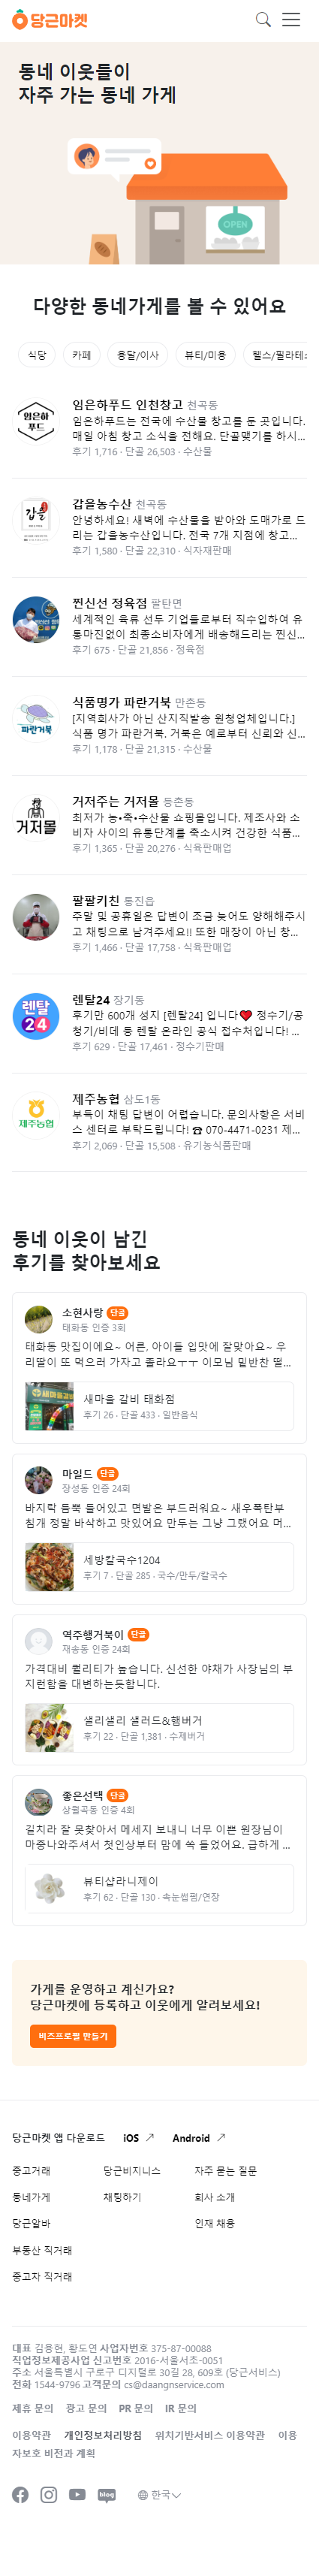 당근마켓
동네 이웃들이
자주 가는 동네 가게
OPEN
다양한 동네가게를 볼 수 있어요
식당 카페 용달/이사 뷰티/미용 헬스/필라테스
임은하
푸드
임은하푸드 인천창고 천곡동
임은하푸드는 전국에 수산물 창고를 둔 곳입니다.
매일 아침 창고 소식을 전해요. 단골맺기를 하시...
후기 1,716 · 단골 26,503 · 수산물
갑을
갑을농수산 천곡동
안녕하세요! 새벽에 수산물을 받아와 도매가로 드
리는 갑을농수산입니다. 전국 7개 지점에 창고...
후기 1,580 · 단골 22,310 · 식자재판매
찐신선 정육점 팔탄면
세계적인 육류 선두 기업들로부터 직수입하여 유
통마진없이 최종소비자에게 배송해드리는 찐신...
후기 675 · 단골 21,856 · 정육점
파란거북
식품명가 파란거북 만촌동
[지역회사가 아닌 산지직발송 원청업체입니다.]
식품 명가 파란거북. 거북은 예로부터 신뢰와 신...
후기 1,178 · 단골 21,315 · 수산물
거저몰
거저주는 거저몰 등촌동
최저가 농•축•수산물 쇼핑몰입니다. 제조사와 소
비자 사이의 유통단계를 축소시켜 건강한 식품...
후기 1,365 · 단골 20,276 · 식육판매업
팔팔키친 통진읍
주말 및 공휴일은 답변이 조금 늦어도 양해해주시
고 채팅으로 남겨주세요!! 또한 매장이 아닌 창...
후기 1,466 · 단골 17,758 · 식육판매업
렌탈
24
렌탈24 장기동
후기만 600개 성지 [렌탈24] 입니다❤️ 정수기/공
청기/비데 등 렌탈 온라인 공식 접수처입니다! ...
후기 629 · 단골 17,461 · 정수기판매
제주농협
제주농협 삼도1동
부득이 채팅 답변이 어렵습니다. 문의사항은 서비
스 센터로 부탁드립니다! ☎ 070-4471-0231 제...
후기 2,069 · 단골 15,508 · 유기농식품판매
동네 이웃이 남긴
후기를 찾아보세요
소현사랑 단골
태화동 인증 3회
태화동 맛집이에요~ 어른, 아이들 입맛에 잘맞아요~ 우
리딸이 또 먹으러 가자고 졸라요ㅜㅜ 이모님 밑반찬 떨...
새마을 갈비 태화점
후기 26 · 단골 433 · 일반음식
마일드 단골
장성동 인증 24회
바지락 듬뿍 들어있고 면발은 부드러워요~ 새우폭탄부
침개 정말 바삭하고 맛있어요 만두는 그냥 그랬어요 머...
세방칼국수1204
후기 7 · 단골 285 · 국수/만두/칼국수
역주행거북이 단골
재송동 인증 24회
가격대비 퀄리티가 높습니다. 신선한 야채가 사장님의 부
지런함을 대변하는듯합니다.
샐리샐리 샐러드&햄버거
후기 22 · 단골 1,381 · 수제버거
좋은선택 단골
상월곡동 인증 4회
길치라 잘 못찾아서 메세지 보내니 너무 이쁜 원장님이
마중나와주셔서 첫인상부터 맘에 쏙 들었어요. 급하게 ...
뷰티샵라니제이
후기 62 · 단골 130 · 속눈썹펌/연장
가게를 운영하고 계신가요?
당근마켓에 등록하고 이웃에게 알려보세요!
비즈프로필 만들기
당근마켓 앱 다운로드 iOS ↗ Android ↗
중고거래 당근비지니스 자주 묻는 질문
동네가게 채팅하기 회사 소개
당근알바 인재 채용
부동산 직거래
중고차 직거래
대표 김용현, 황도연 사업자번호 375-87-00088
직업정보제공사업 신고번호 2016-서울서초-0051
주소 서울특별시 구로구 디지털로 30길 28, 609호 (당근서비스)
전화 1544-9796 고객문의 cs@daangnservice.com
제휴 문의 광고 문의 PR 문의 IR 문의
이용약관 개인정보처리방침 위치기반서비스 이용약관 이용
자보호 비전과 계획
blog 한국